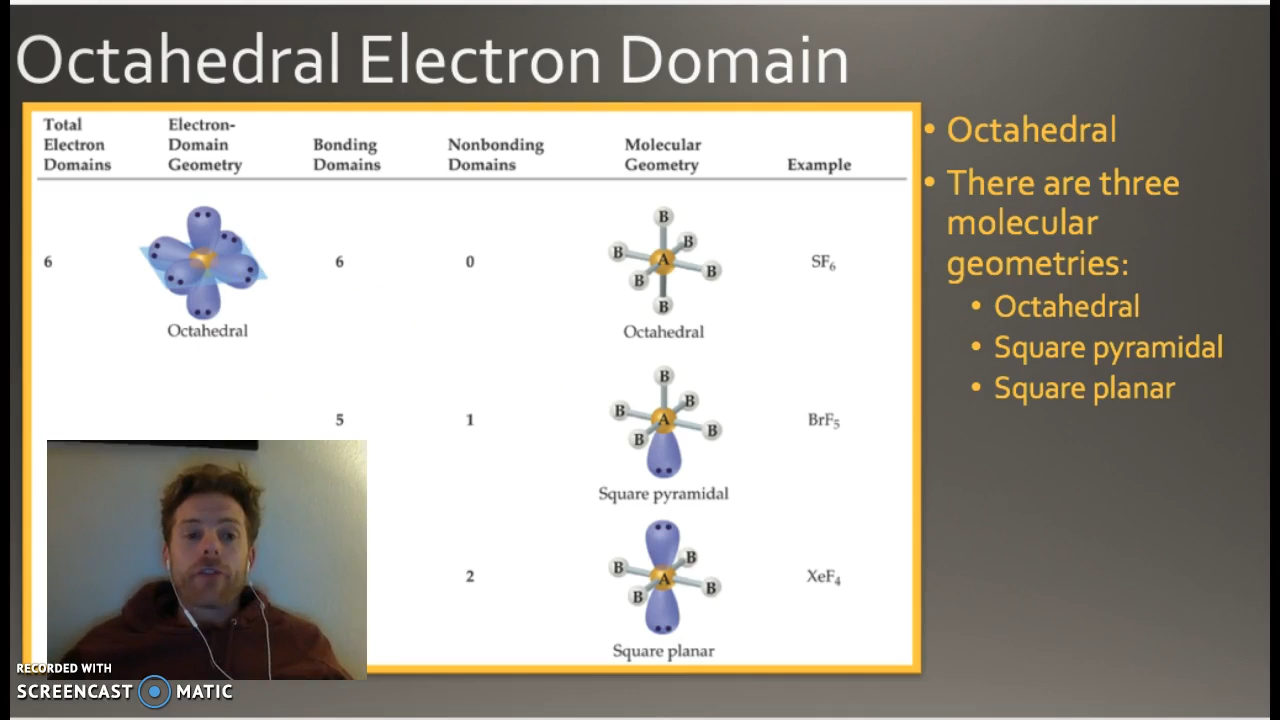 Octahedral Electron Domain
Total Electron- 
Electron Domain Bonding Nonbonding Molecular
Domains Geometry Domains Domains Geometry Example
6 6 0 SF₆
B
B B
A
B B
B
Octahedral Octahedral
5 1 BrF₅
B
B B
A
B B
Square pyramidal
2 XeF₄
B
B A
B B
Square planar
• Octahedral
• There are three
molecular
geometries:
• Octahedral
• Square pyramidal
• Square planar
RECORDED WITH
SCREENCAST MATIC